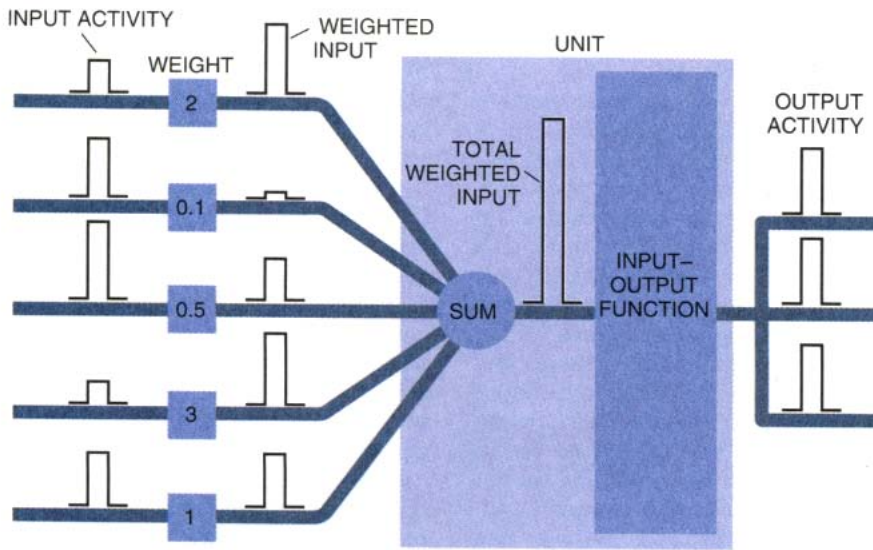 INPUT ACTIVITY
WEIGHTED
INPUT
WEIGHT
UNIT
OUTPUT
ACTIVITY
2
TOTAL
WEIGHTED
INPUT
0.1
INPUT–
OUTPUT
FUNCTION
0.5
SUM
3
1